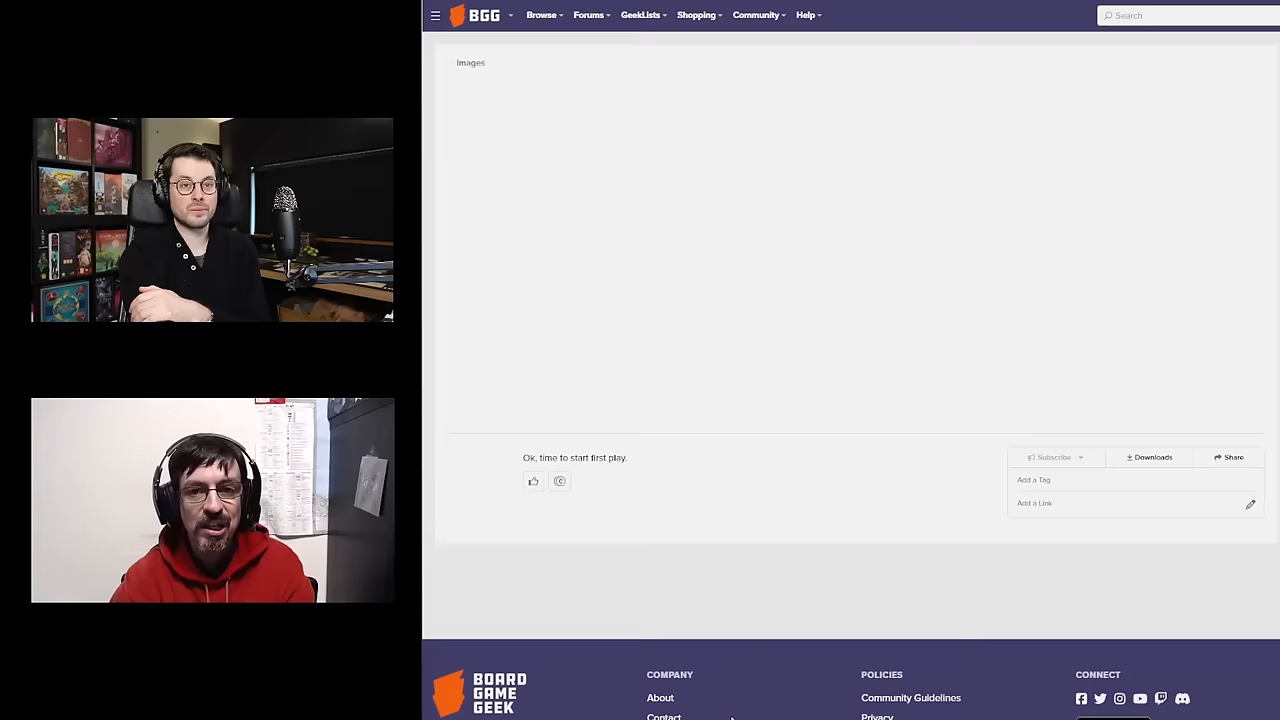 BGG
Browse
Forums
GeekLists
Shopping
Community
Help
Search
Images
Ok, time to start first play.
Subscribe
Downloads
Share
Add a Tag
Add a Link
BOARD
GAME
GEEK
COMPANY
About
Contact
POLICIES
Community Guidelines
Privacy
CONNECT